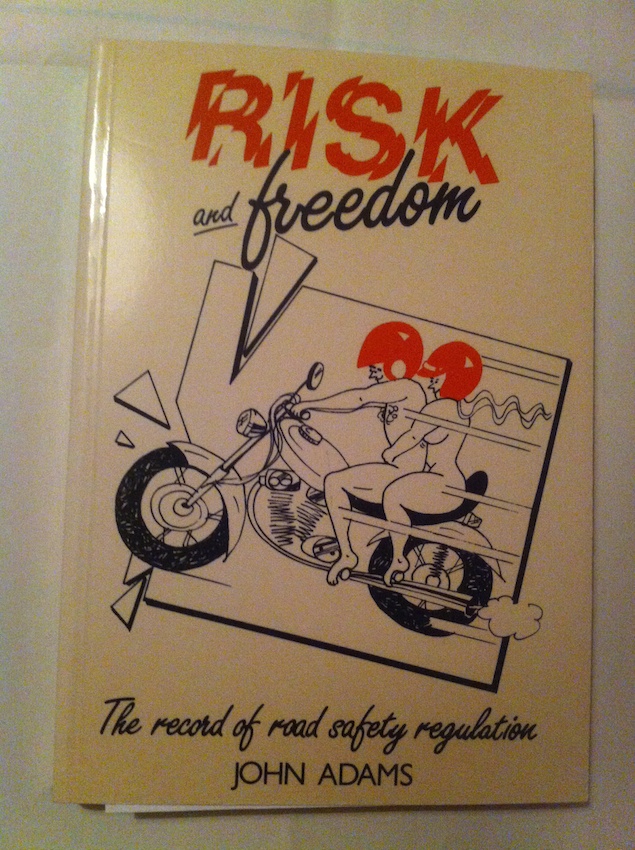 RISK
and freedom
The record of road safety regulation
JOHN ADAMS